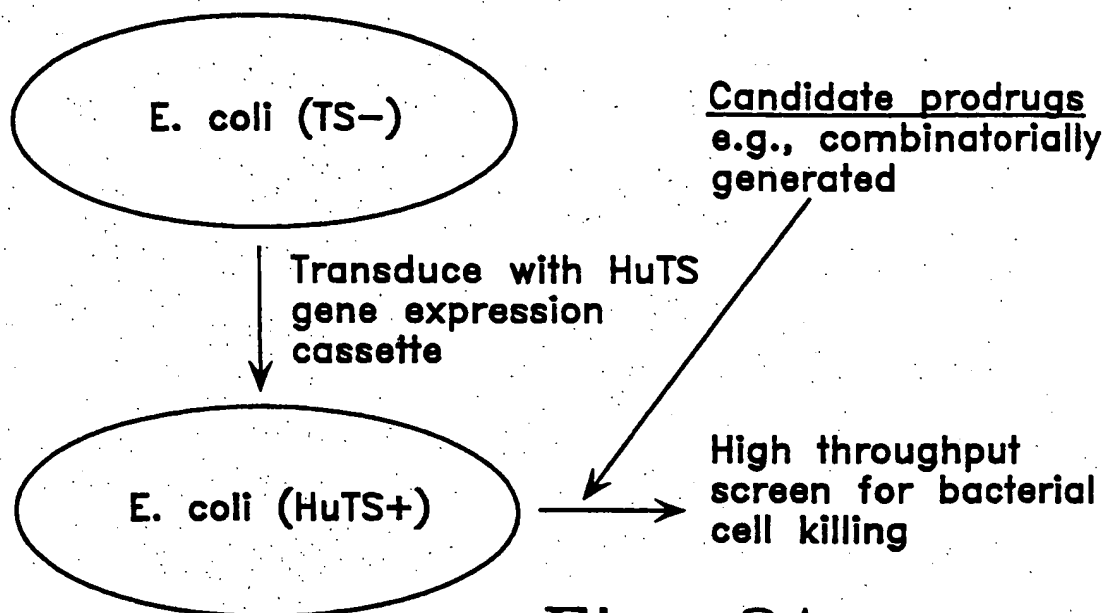 E. coli (TS-)
Candidate prodrugs
e.g., combinatorially
generated
Transduce with HuTS
gene expression
cassette
E. coli (HuTS+)
High throughput
screen for bacterial
cell killing